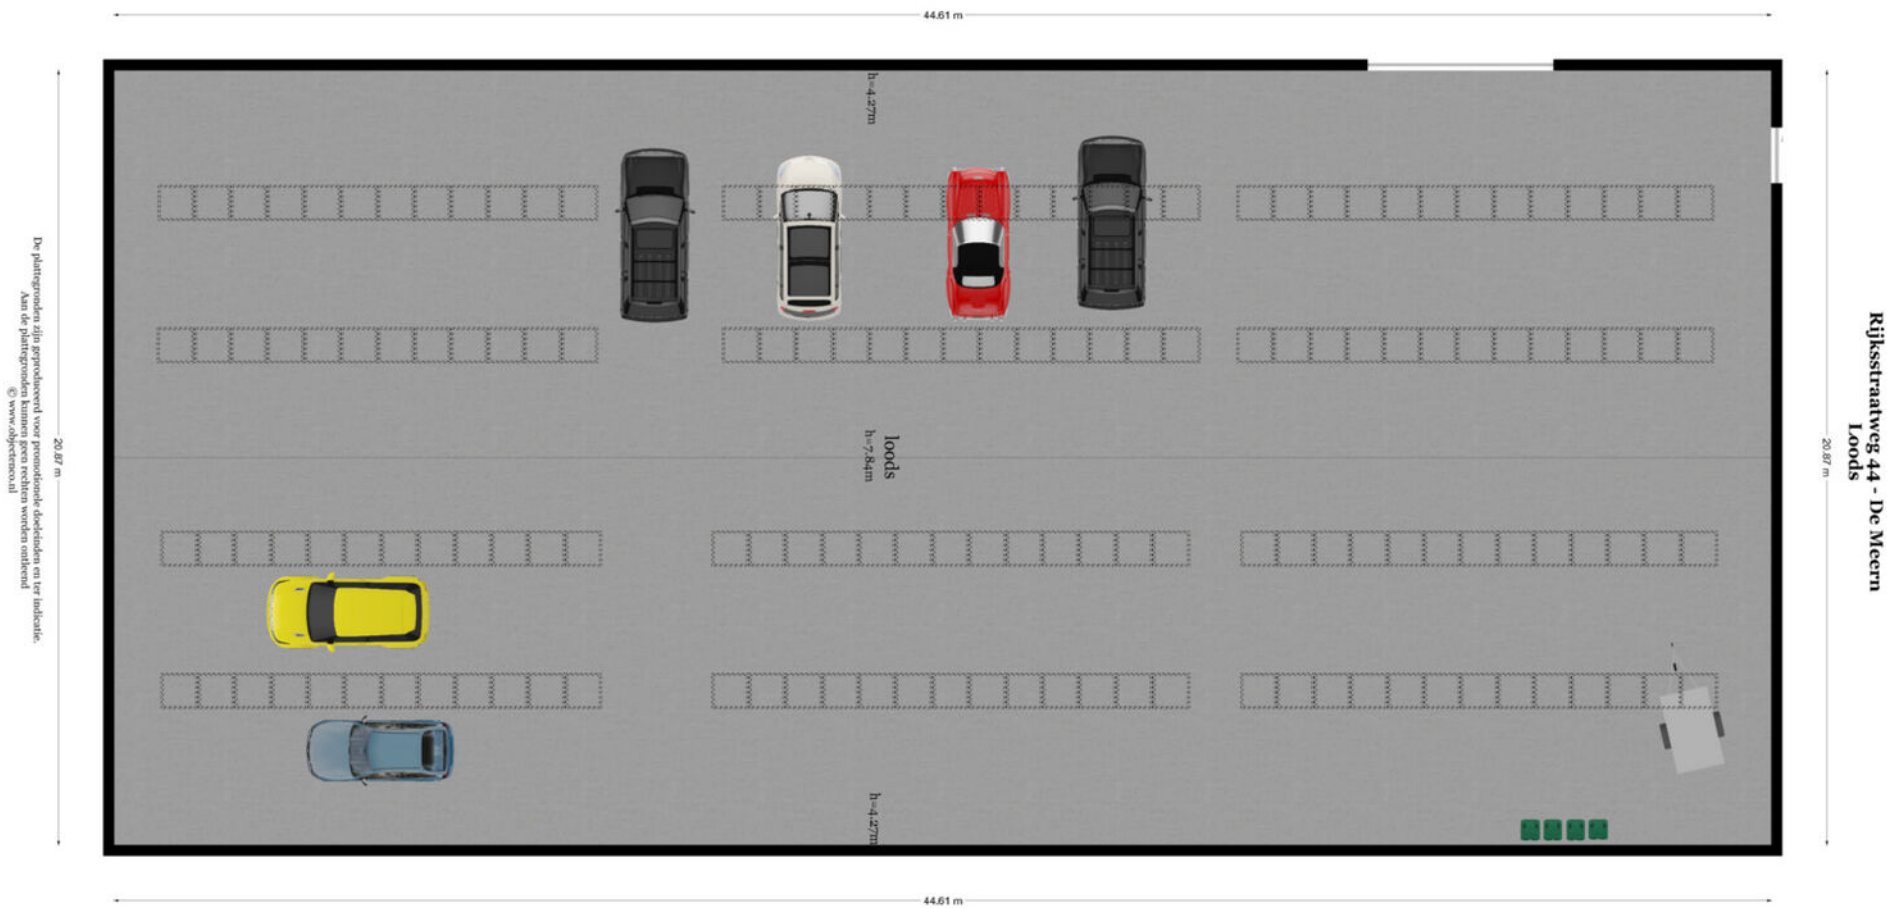 44.61 m
h=4.27m
Rijksstraatweg 44 - De Meern
Loods
20.87 m
loods
h=7.84m
20.87 m
De plattegronden zijn geproduceerd voor promotionele doeleinden en ter indicatie.
Aan de plattegronden kunnen geen rechten worden ontleend
© www.objectenco.nl
h=4.27m
44.61 m